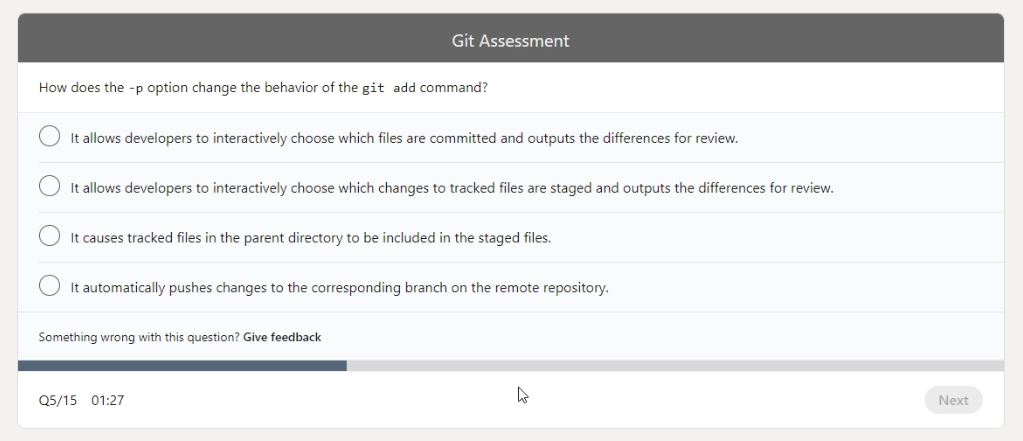 Git Assessment
How does the -p option change the behavior of the git add command?
It allows developers to interactively choose which files are committed and outputs the differences for review.
It allows developers to interactively choose which changes to tracked files are staged and outputs the differences for review.
It causes tracked files in the parent directory to be included in the staged files.
It automatically pushes changes to the corresponding branch on the remote repository.
Something wrong with this question? Give feedback
Q5/15 01:27 Next